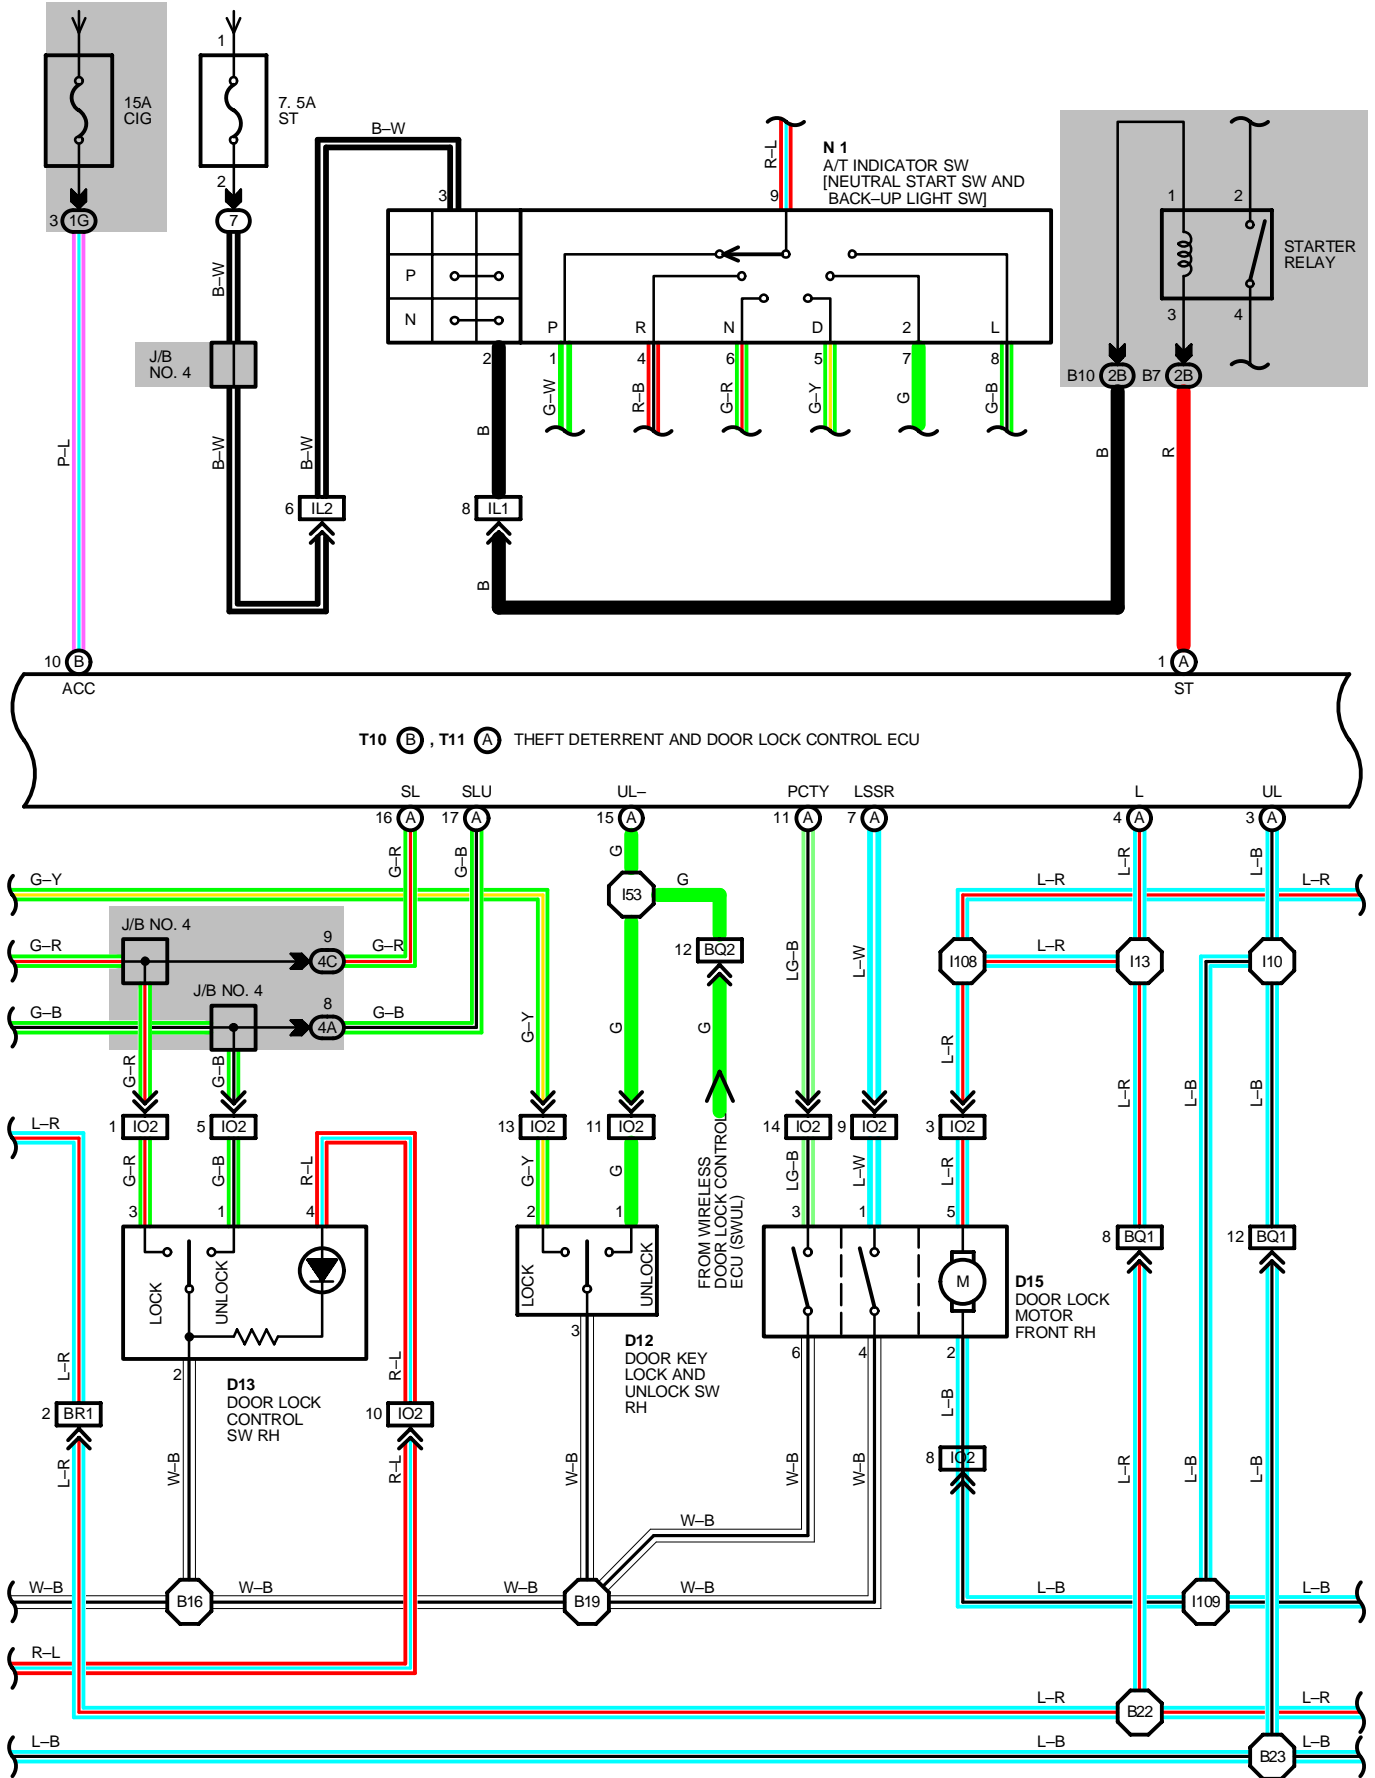 1
15A
CIG
7. 5A
ST
2
3 1G
7
B–W
3
R–L
9
N 1
A/T INDICATOR SW
[NEUTRAL START SW AND
BACK–UP LIGHT SW]
P
N
P R N D 2 L
2 1 4 6 5 7 8
G–W R–B G–R G–Y G G–B
1 2
STARTER
RELAY
3 4
B10 2B B7 2B
B–W
J/B
NO. 4
P–L
B–W
B–W
B
B
R
6 IL2
8 IL1
B
10 B
ACC
1 A
ST
T10 B , T11 A THEFT DETERRENT AND DOOR LOCK CONTROL ECU
SL SLU UL– PCTY LSSR L UL
16 A 17 A 15 A 11 A 7 A 4 A 3 A
G–R G–B G L–R L–B
G–Y
I53
G
L–R
L–R
J/B NO. 4
9
G–R
4C
G–R
12 BQ2
LG–B
L–W
I108
L–R
I13
I10
J/B NO. 4
8
G–B
4A
G–B
G–Y
G
G
L–R
G–R
G–B
L–R
L–B
L–B
L–R
1 IO2
5 IO2
13 IO2
11 IO2
14 IO2
9 IO2
3 IO2
G–R
G–B
R–L
G–Y
G
FROM WIRELESS
DOOR LOCK CONTROL
ECU (SWUL)
LG–B
L–W
L–R
3 1 4
2 1
3 1 5
8 BQ1
12 BQ1
LOCK
UNLOCK
LOCK
UNLOCK
M
D15
DOOR LOCK
MOTOR
FRONT RH
2
3
6 4 2
D13
DOOR LOCK
CONTROL
SW RH
D12
DOOR KEY
LOCK AND
UNLOCK SW
RH
L–R
R–L
L–B
2 BR1
10 IO2
8 IO2
L–R
W–B
R–L
W–B
W–B
W–B
L–R
L–B
L–B
W–B
W–B
B16
W–B
W–B
B19
W–B
L–B
I109
L–B
R–L
L–R
B22
L–R
L–B
L–B
B23
L–B